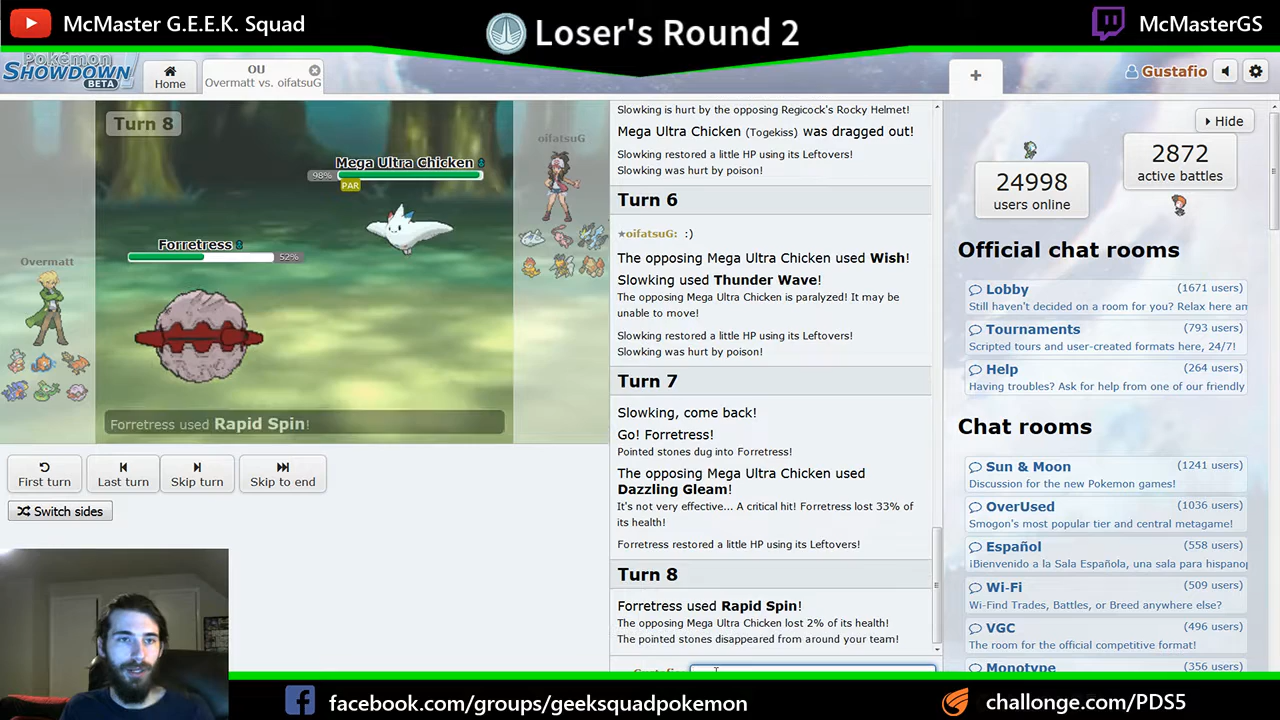 McMaster G.E.E.K. Squad
Loser's Round 2
McMasterGS
Pokémon
SHOWDOWN
BETA
Home
OU
Overmatt vs. oifatsuG
+
Gustafio
Turn 8
Mega Ultra Chicken
98%
PAR
oifatsuG
Forretress
52%
Overmatt
Forretress used Rapid Spin!
First turn
Last turn
Skip turn
Skip to end
Switch sides
Slowking is hurt by the opposing Regicock's Rocky Helmet!
Mega Ultra Chicken (Togekiss) was dragged out!
Slowking restored a little HP using its Leftovers!
Slowking was hurt by poison!
Turn 6
★oifatsuG: :)
The opposing Mega Ultra Chicken used Wish!
Slowking used Thunder Wave!
The opposing Mega Ultra Chicken is paralyzed! It may be
unable to move!
Slowking restored a little HP using its Leftovers!
Slowking was hurt by poison!
Turn 7
Slowking, come back!
Go! Forretress!
Pointed stones dug into Forretress!
The opposing Mega Ultra Chicken used
Dazzling Gleam!
It's not very effective... A critical hit! Forretress lost 33% of
its health!
Forretress restored a little HP using its Leftovers!
Turn 8
Forretress used Rapid Spin!
The opposing Mega Ultra Chicken lost 2% of its health!
The pointed stones disappeared from around your team!
Hide
24998
users online
2872
active battles
Official chat rooms
Lobby (1671 users)
Still haven't decided on a room for you? Relax here an
Tournaments (793 users)
Scripted tours and user-created formats here, 24/7!
Help (264 users)
Having troubles? Ask for help from one of our friendly
Chat rooms
Sun & Moon (1241 users)
Discussion for the new Pokemon games!
OverUsed (1036 users)
Smogon's most popular tier and central metagame!
Español (558 users)
¡Bienvenido a la Sala Española, una sala para hispano
Wi-Fi (509 users)
Wi-Find Trades, Battles, or Breed anywhere else?
VGC (496 users)
The room for the official competitive format!
Monotype (356 users)
facebook.com/groups/geeksquadpokemon
challonge.com/PDS5